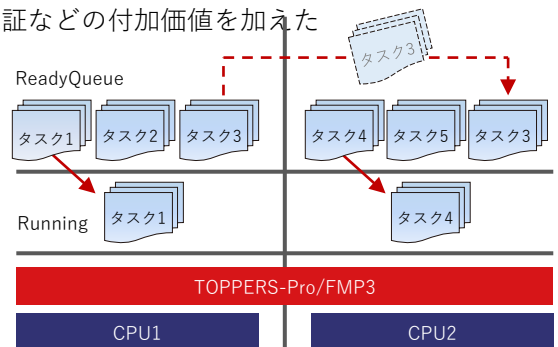 証などの付加価値を加えた
タスク3
ReadyQueue
タスク1 タスク2 タスク3 タスク4 タスク5 タスク3
Running タスク1 タスク4
TOPPERS-Pro/FMP3
CPU1 CPU2